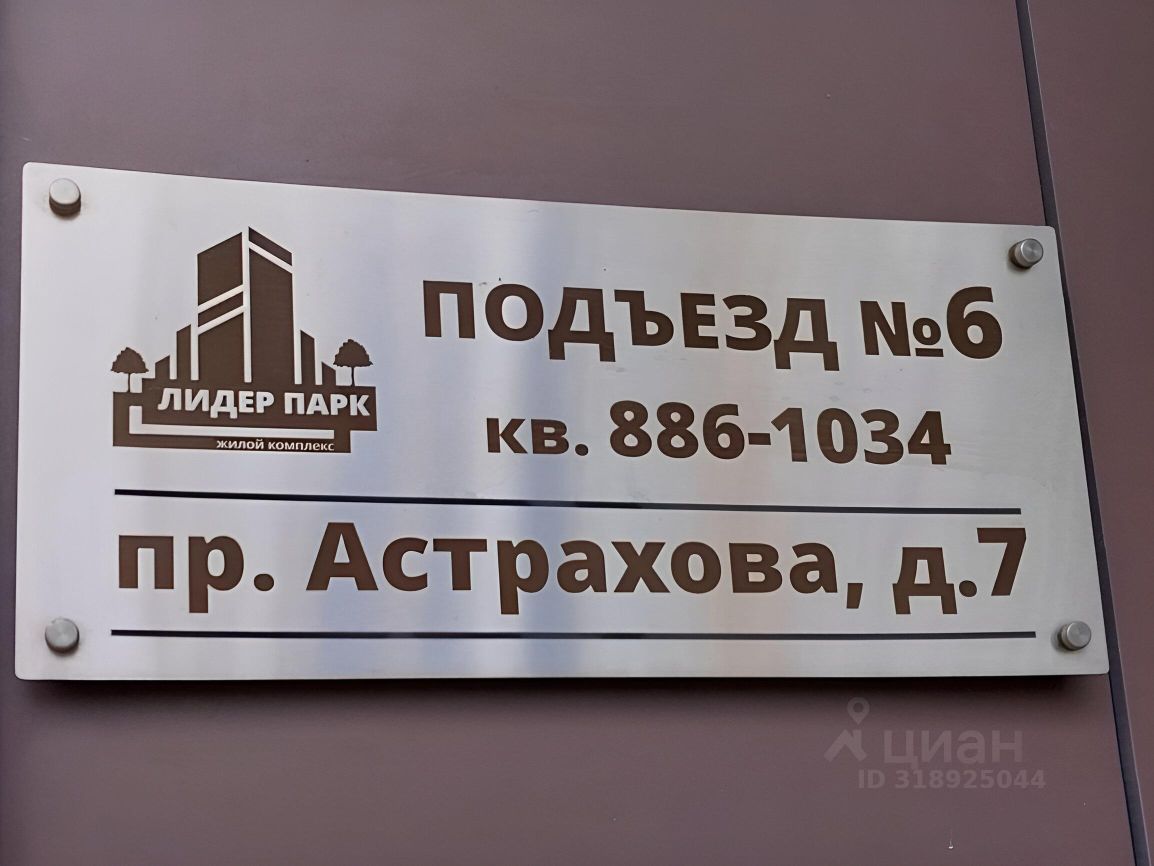 ПОДЪЕЗД №6
ЛИДЕР ПАРК
ЖИЛОЙ КОМПЛЕКС
кв. 886-1034
пр. Астрахова, д.7
циан
ID 318925044